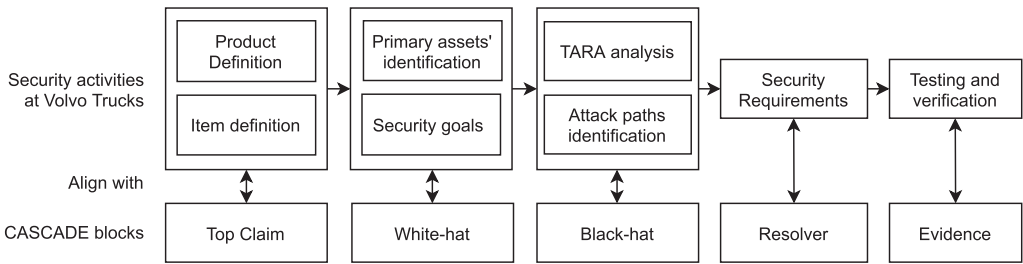 Security activities
at Volvo Trucks
Product
Definition
Item definition
Primary assets'
identification
Security goals
TARA analysis
Attack paths
identification
Security
Requirements
Testing and
verification
Align with
CASCADE blocks
Top Claim
White-hat
Black-hat
Resolver
Evidence